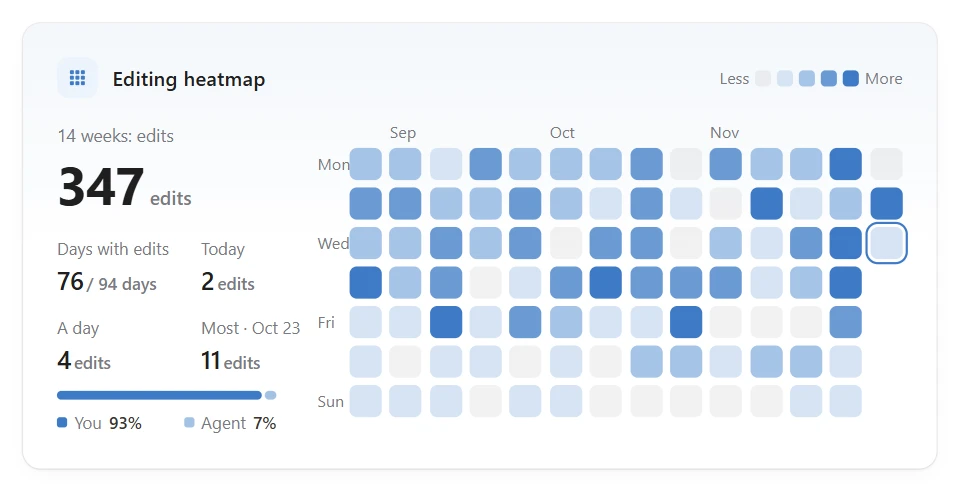 Editing heatmap
Less More
14 weeks: edits
347 edits
Days with edits Today
76 / 94 days 2 edits
A day Most · Oct 23
4 edits 11 edits
You 93% Agent 7%
Sep Oct Nov
Mon
Wed
Fri
Sun